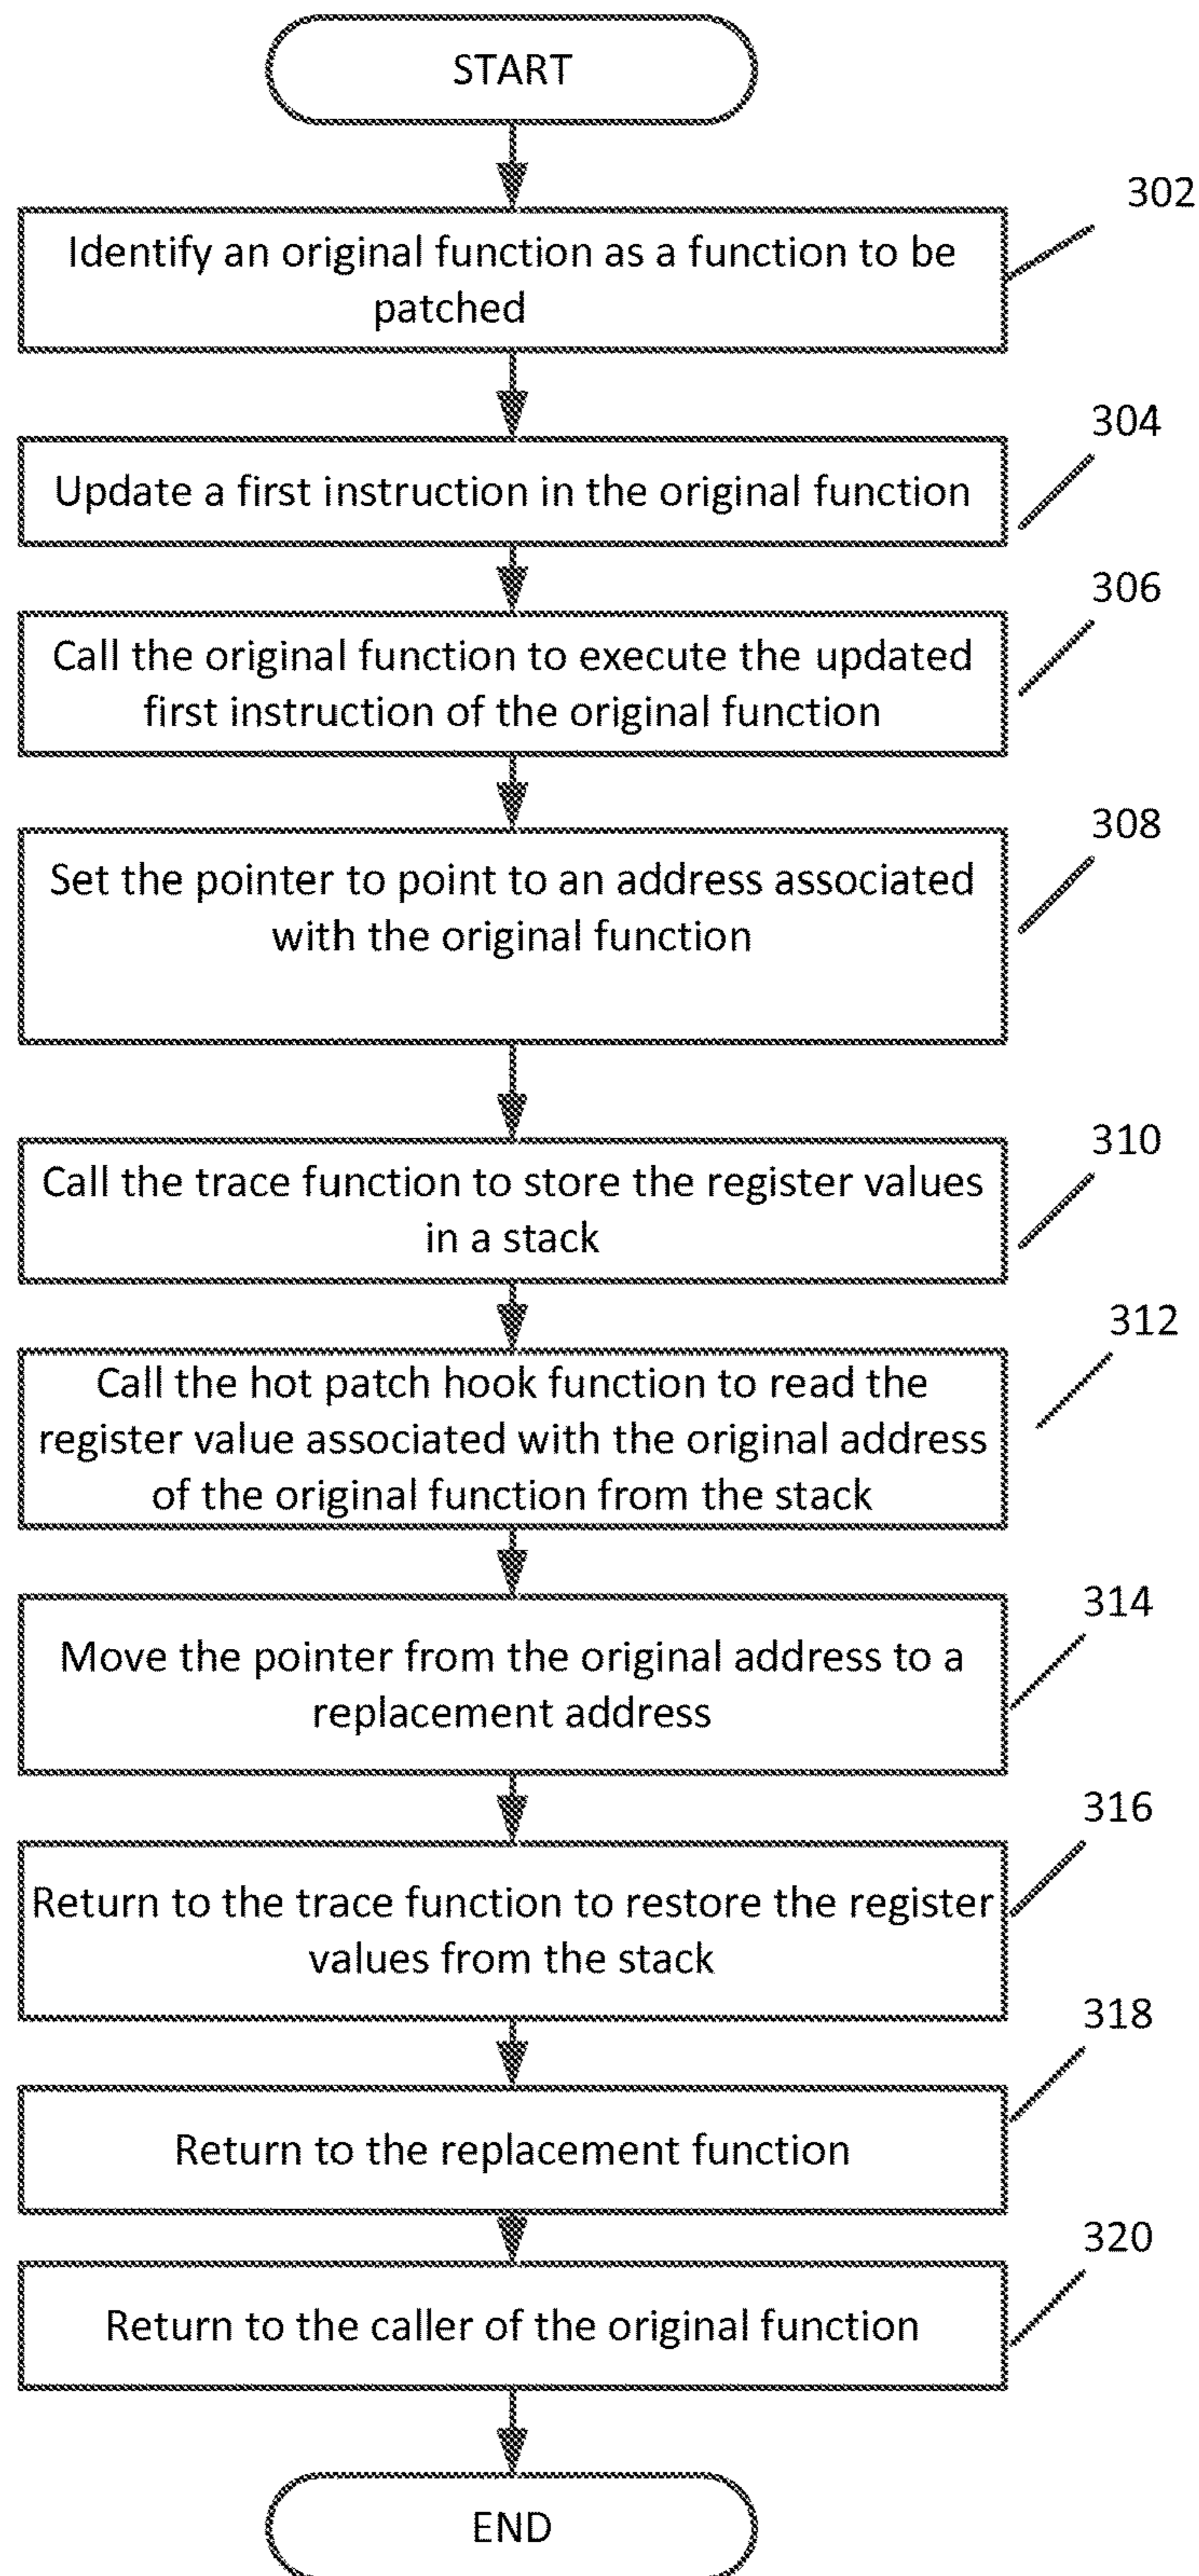 START
302
Identify an original function as a function to be
patched
304
Update a first instruction in the original function
306
Call the original function to execute the updated
first instruction of the original function
308
Set the pointer to point to an address associated
with the original function
310
Call the trace function to store the register values
in a stack
312
Call the hot patch hook function to read the
register value associated with the original address
of the original function from the stack
314
Move the pointer from the original address to a
replacement address
316
Return to the trace function to restore the register
values from the stack
318
Return to the replacement function
320
Return to the caller of the original function
END